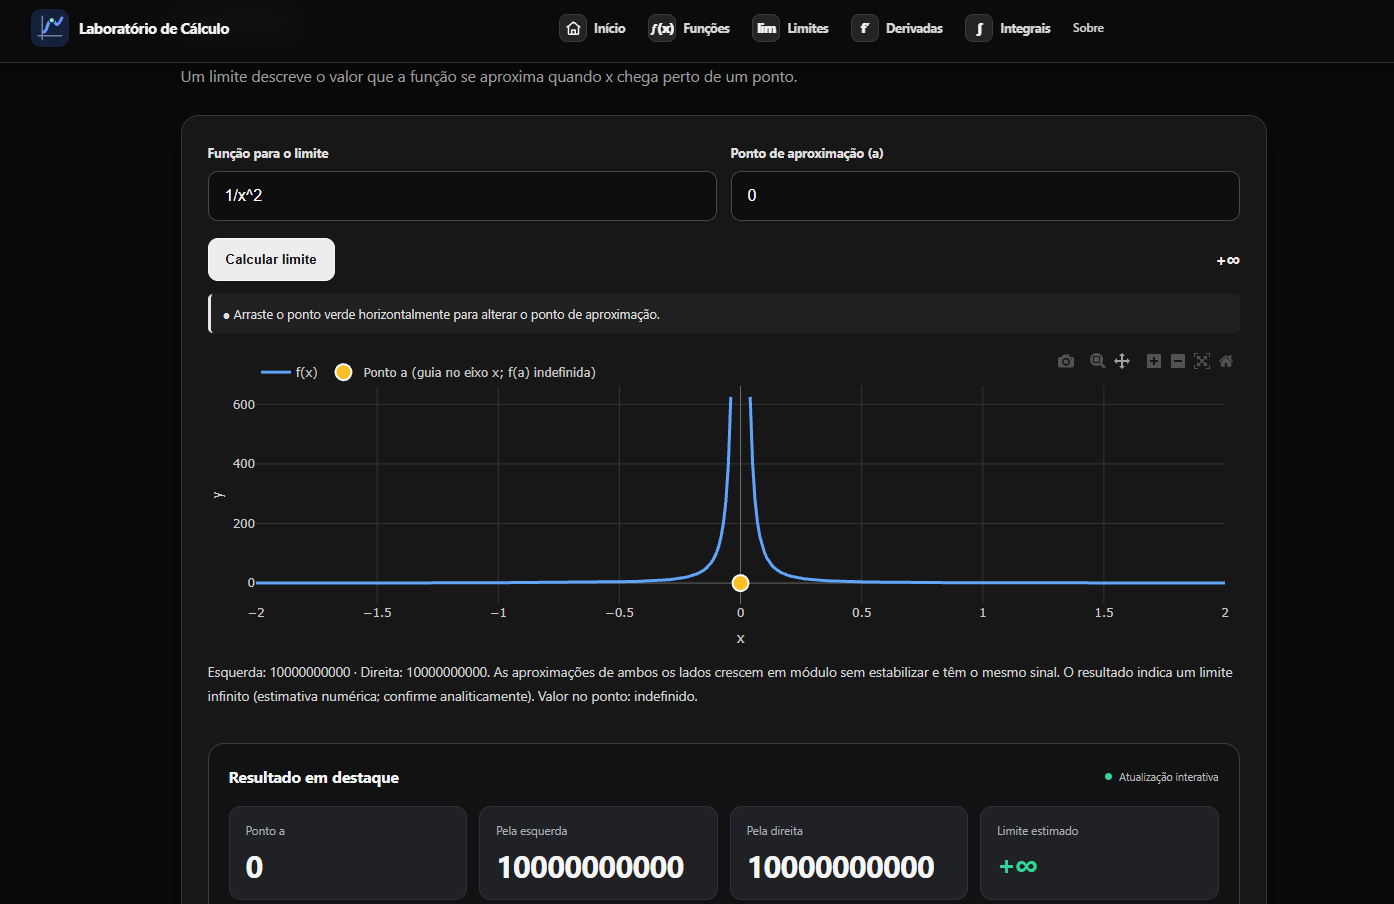 Laboratório de Cálculo
Início
f(x) Funções
lim Limites
f' Derivadas
∫ Integrais
Sobre
Um limite descreve o valor que a função se aproxima quando x chega perto de um ponto.
Função para o limite
Ponto de aproximação (a)
1/x^2
0
Calcular limite
+∞
● Arraste o ponto verde horizontalmente para alterar o ponto de aproximação.
f(x)
Ponto a (guia no eixo x; f(a) indefinida)
600
400
200
0
y
−2
−1.5
−1
−0.5
0
0.5
1
1.5
2
x
Esquerda: 10000000000 · Direita: 10000000000. As aproximações de ambos os lados crescem em módulo sem estabilizar e têm o mesmo sinal. O resultado indica um limite
infinito (estimativa numérica; confirme analiticamente). Valor no ponto: indefinido.
Resultado em destaque
Atualização interativa
Ponto a
0
Pela esquerda
10000000000
Pela direita
10000000000
Limite estimado
+∞